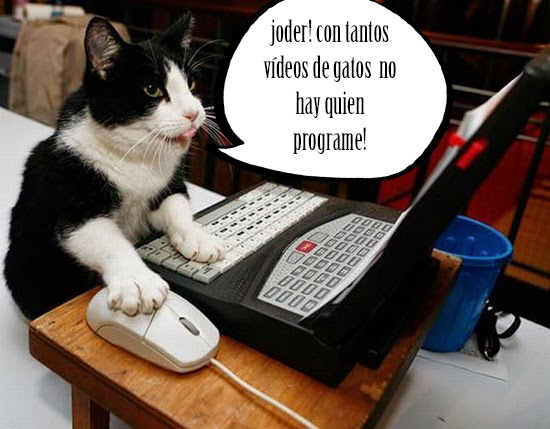 joder! con tantos
vídeos de gatos no
hay quien
programe!